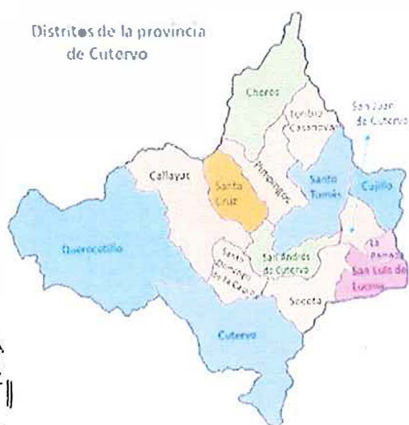 Distritos de la provincia
de Cutervo
Choros
Toribio
Casanova
San Juan
de Cutervo
Callayuc
Santa
Cruz
Pimpingos
Santo
Tomás
Cujillo
Querocotillo
Santo
Domingo
de la Capilla
San Andrés
de Cutervo
La
Ramada
San Luis de
Lucma
Socota
Cutervo